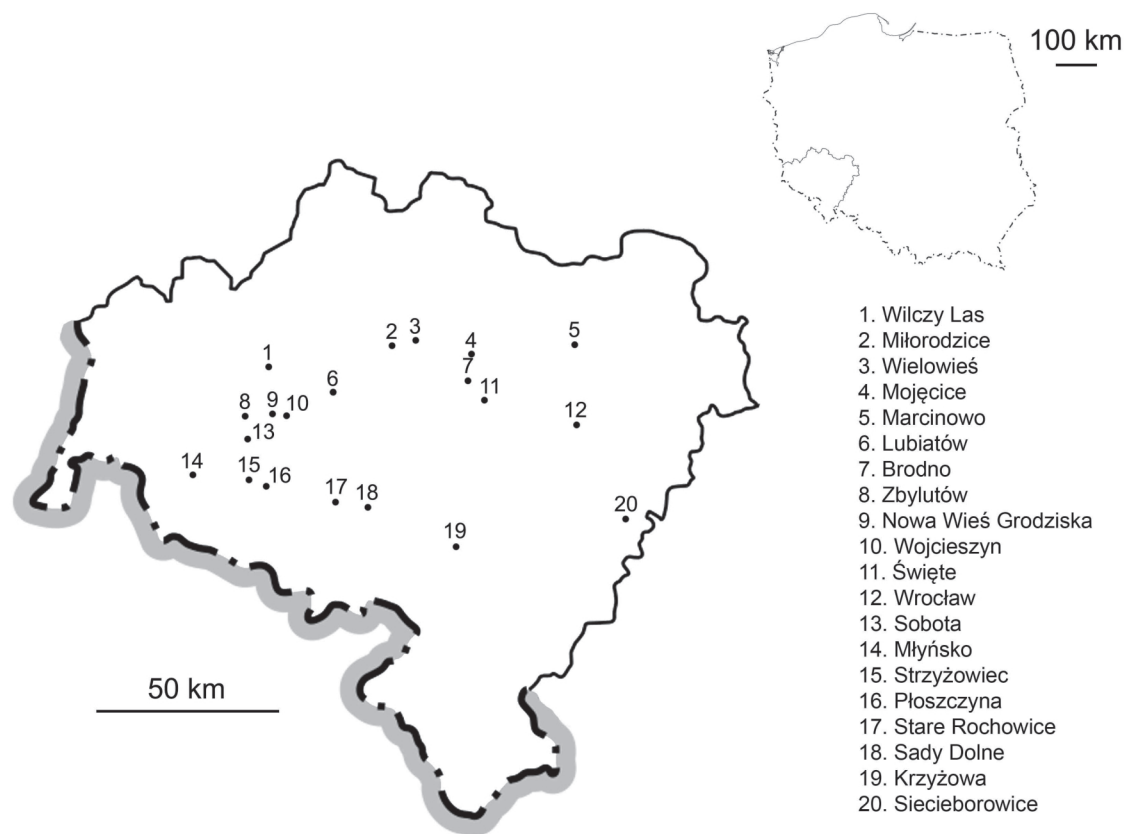 100 km
1
2
3
4
5
6
7
8
9
10
11
12
13
14
15
16
17
18
19
20
50 km
1. Wilczy Las
2. Miłorodzice
3. Wielowieś
4. Mojęcice
5. Marcinowo
6. Lubiatów
7. Brodno
8. Zbylutów
9. Nowa Wieś Grodziska
10. Wojcieszyn
11. Święte
12. Wrocław
13. Sobota
14. Młyńsko
15. Strzyżowiec
16. Płoszczyna
17. Stare Rochowice
18. Sady Dolne
19. Krzyżowa
20. Siecieborowice